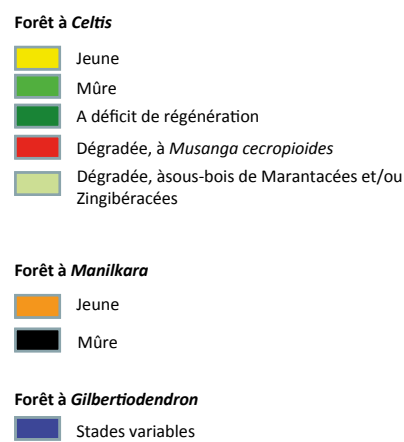 Forêt à Celtis
Jeune
Mûre
A déficit de régénération
Dégradée, à Musanga cecropioides
Dégradée, àsous-bois de Marantacées et/ou
Zingibéracées
Forêt à Manilkara
Jeune
Mûre
Forêt à Gilbertiodendron
Stades variables